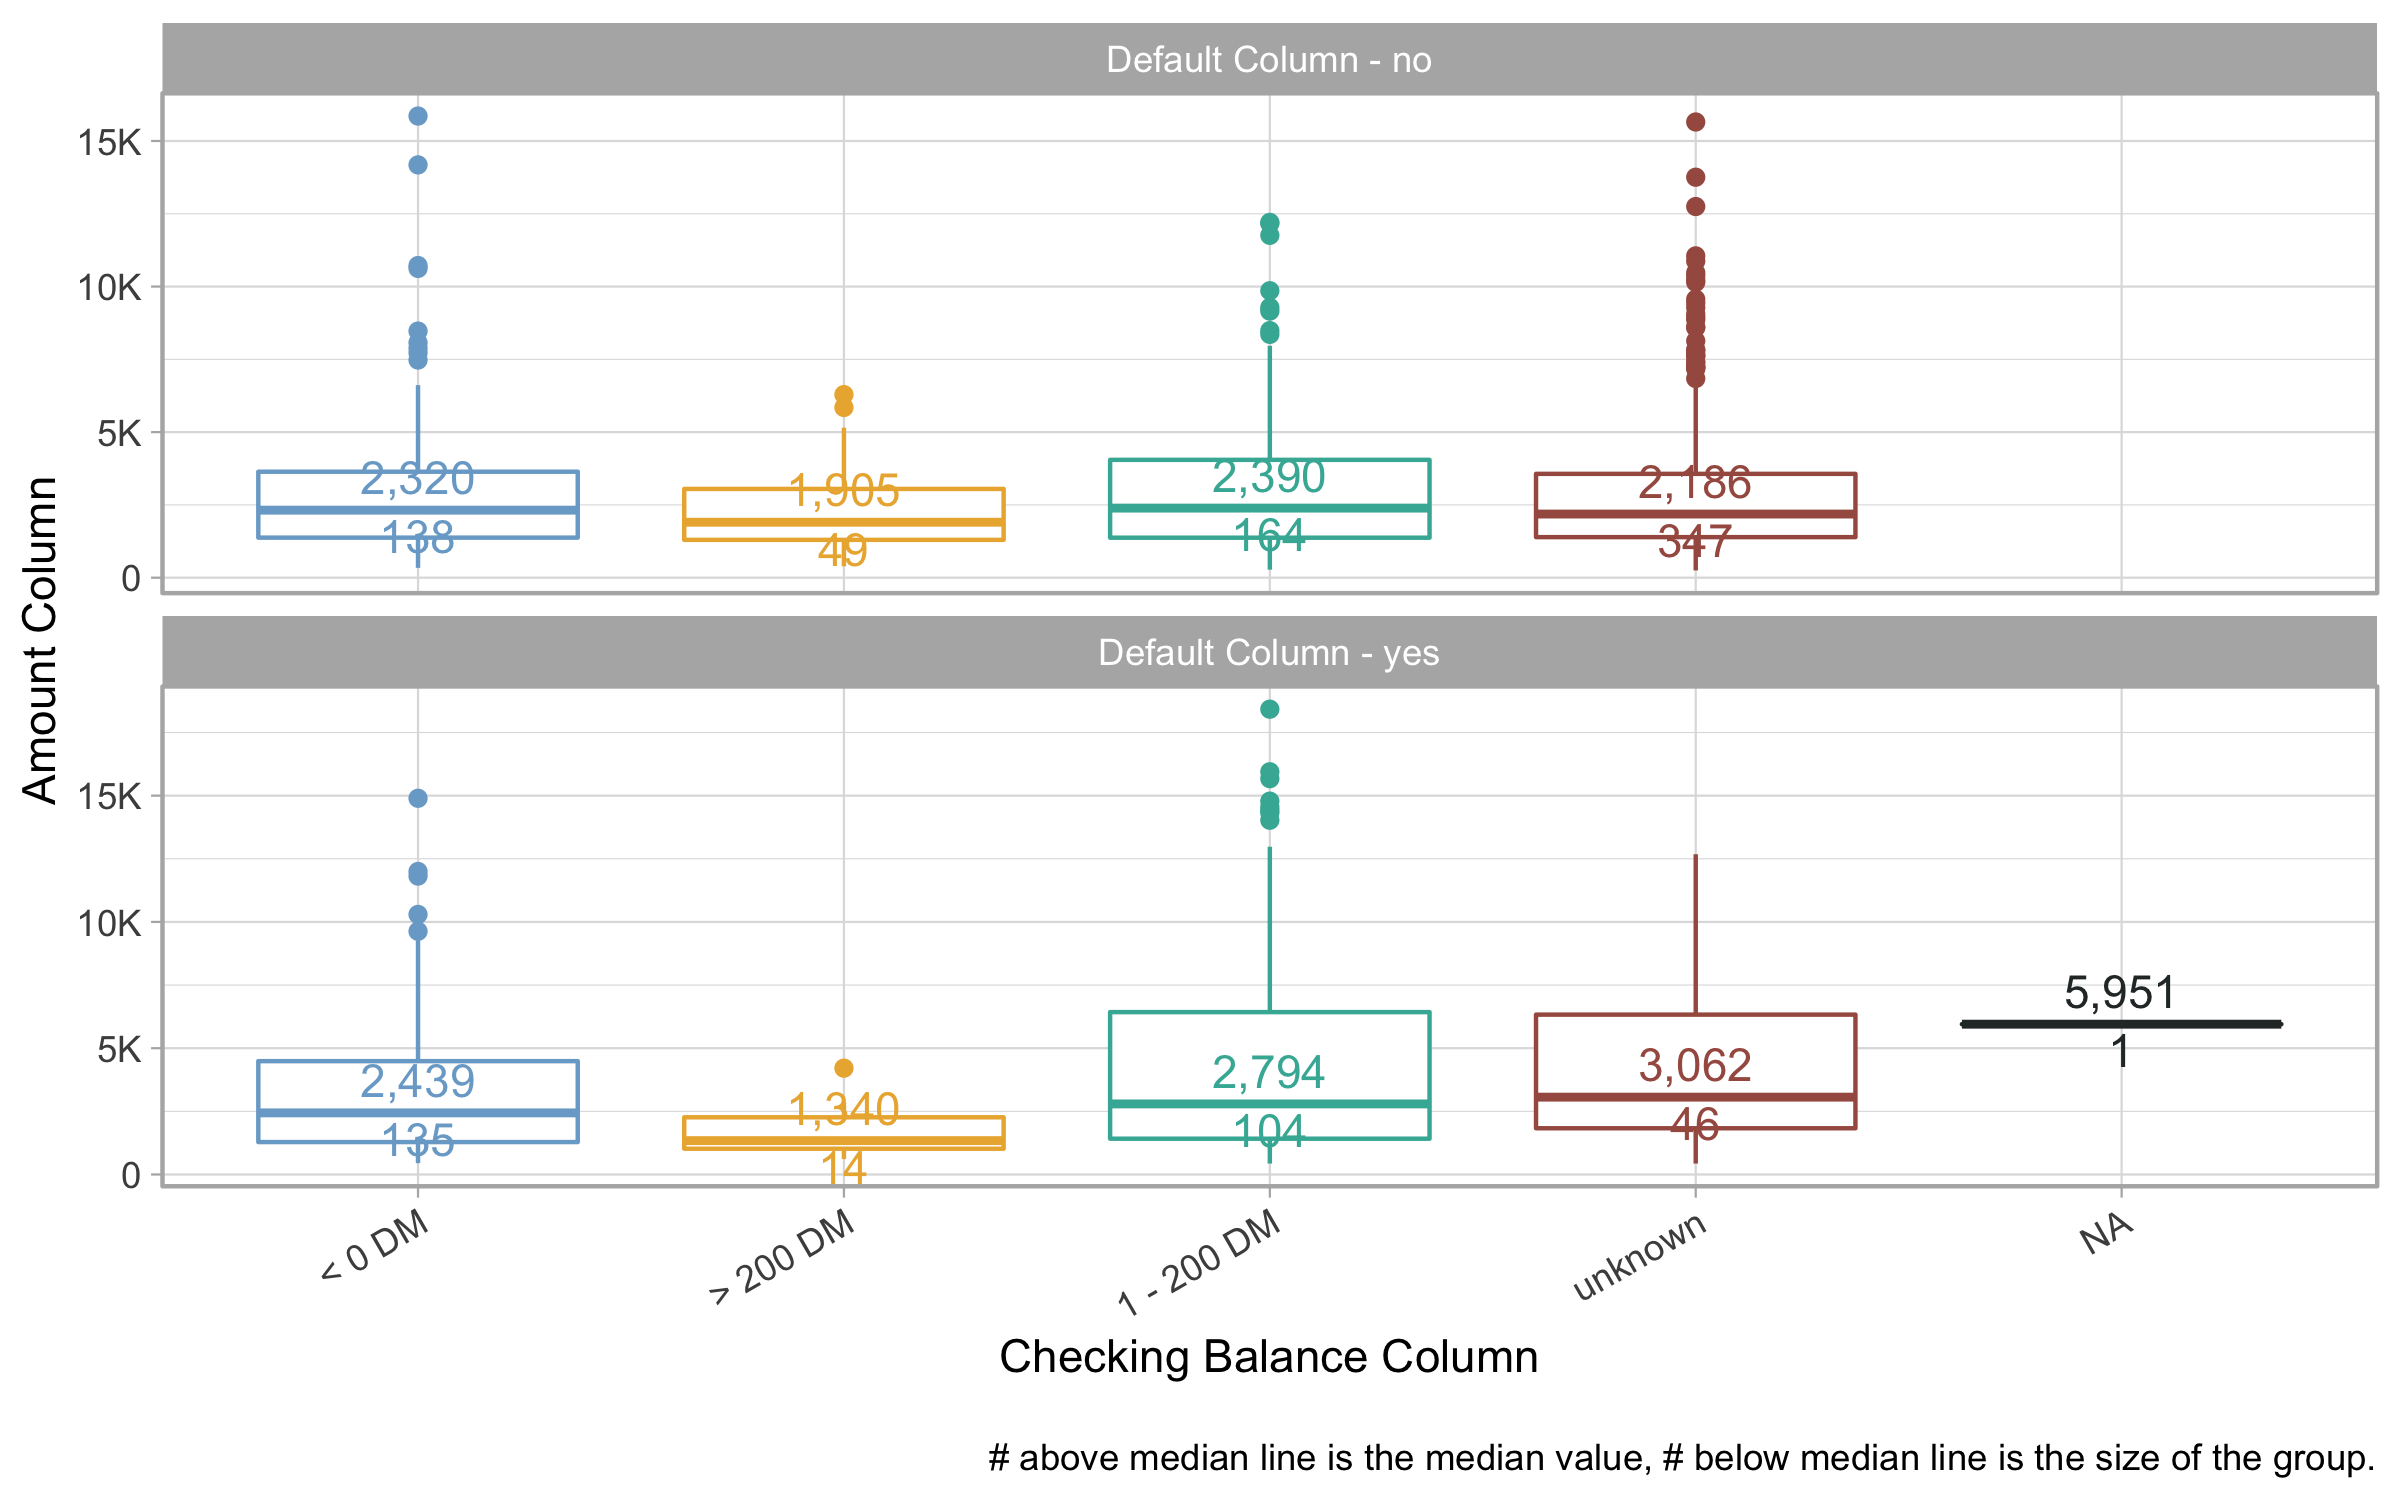 Default Column - no
15K
10K
5K
0
2,320
1,905
2,390
2,186
138
49
164
347
Amount Column
Default Column - yes
15K
10K
5K
0
2,439
1,340
2,794
3,062
5,951
135
14
104
46
1
< 0 DM
> 200 DM
1 - 200 DM
unknown
NA
Checking Balance Column
# above median line is the median value, # below median line is the size of the group.